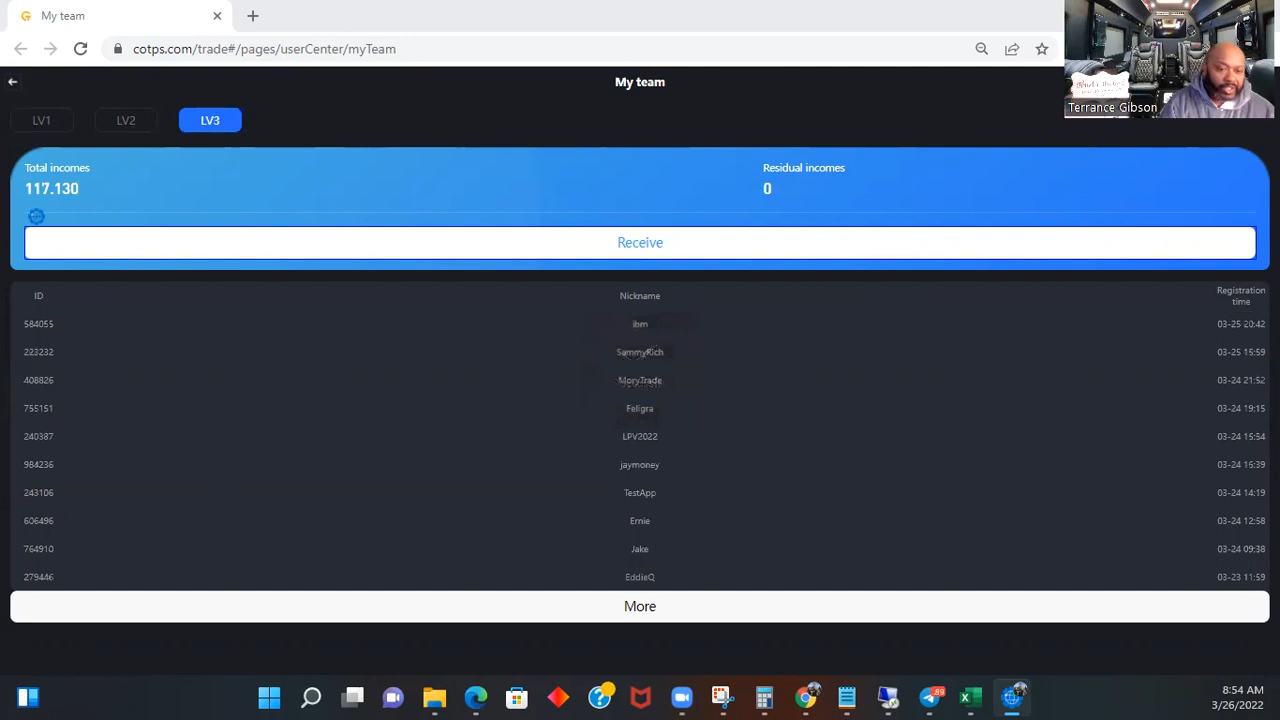 My team
cotps.com/trade#/pages/userCenter/myTeam
My team
Terrance Gibson
LV1 LV2 LV3
Total incomes Residual incomes
117.130 0
Receive
ID Nickname Registration time
584055 ibm 03-25 20:42
223232 SammyRich 03-25 15:59
408826 MoryTrade 03-24 21:52
755151 Feligra 03-24 19:15
240387 LPV2022 03-24 15:54
984236 jaymoney 03-24 15:39
243106 TestApp 03-24 14:19
606496 Ernie 03-24 12:58
764910 Jake 03-24 09:38
279446 EddieQ 03-23 11:59
More
89
8:54 AM
3/26/2022